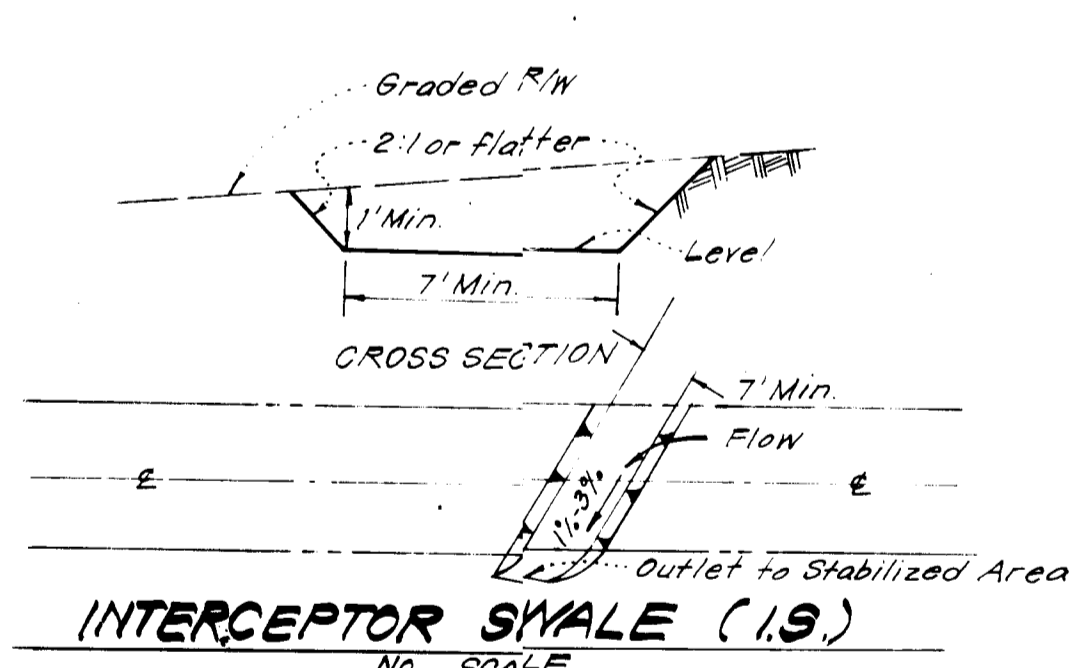 Graded R/W
2:1 or flatter
1' Min.
Level
7' Min.
CROSS SECTION
7' Min.
Flow
℄
℄
1%-3%
Outlet to Stabilized Area
INTERCEPTOR SWALE (I.S.)
NO SCALE